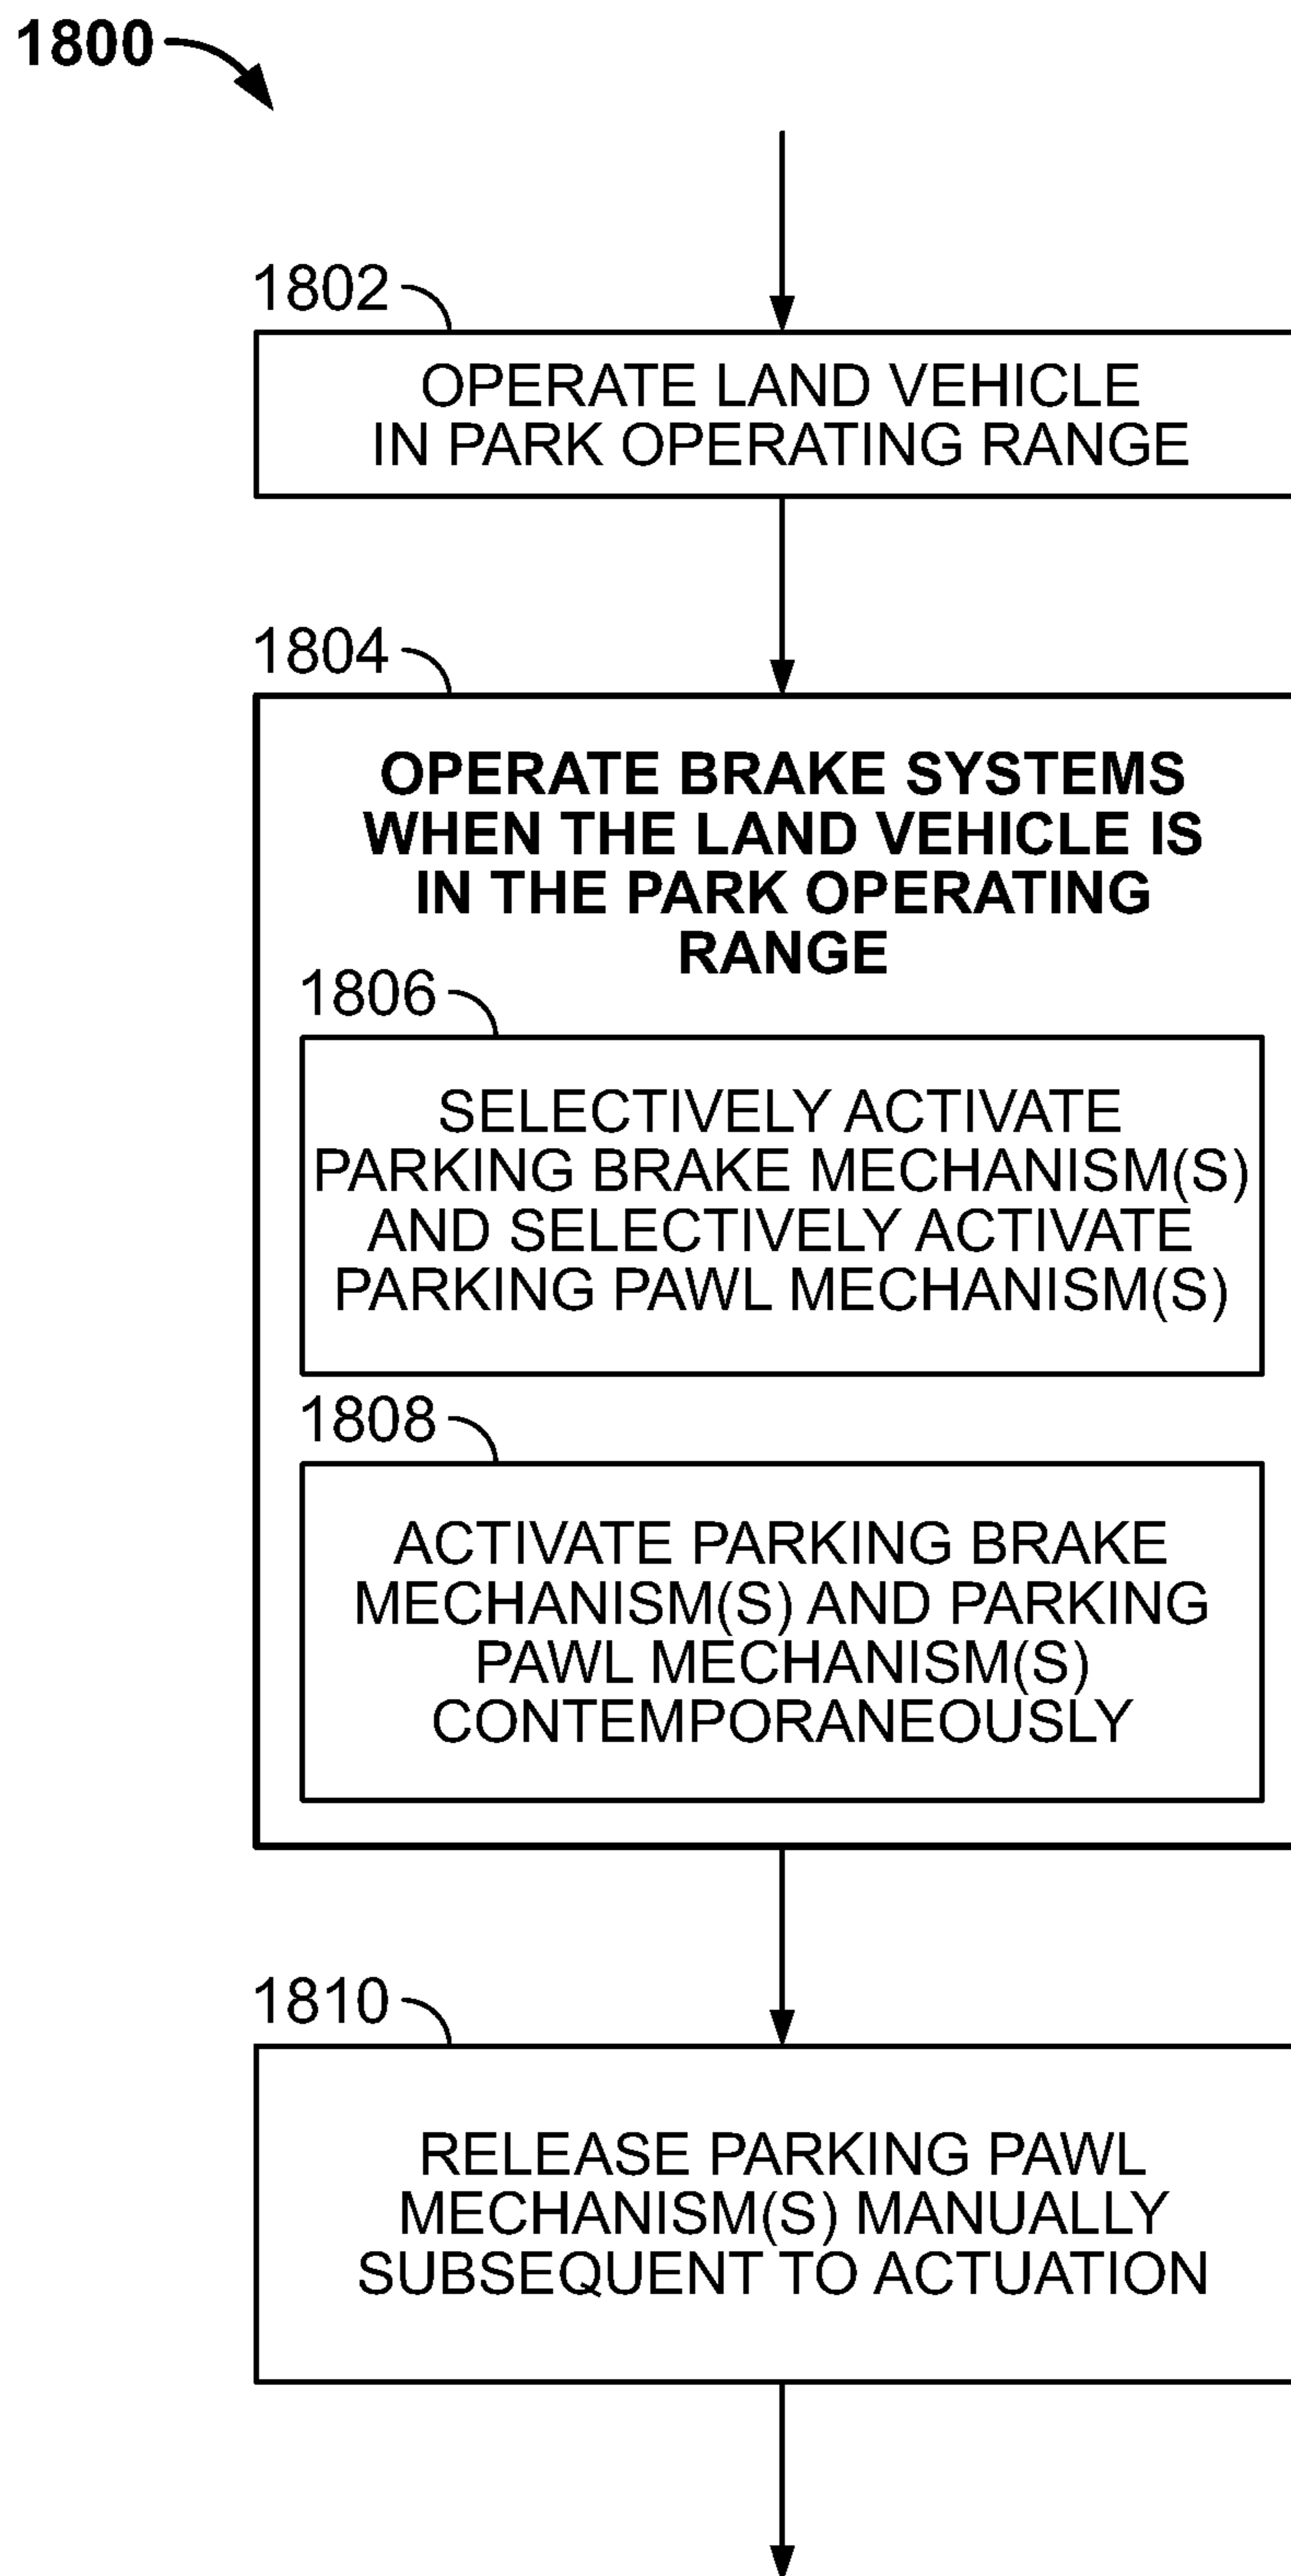 1800
1802
OPERATE LAND VEHICLE
IN PARK OPERATING RANGE
1804
OPERATE BRAKE SYSTEMS
WHEN THE LAND VEHICLE IS
IN THE PARK OPERATING
RANGE
1806
SELECTIVELY ACTIVATE
PARKING BRAKE MECHANISM(S)
AND SELECTIVELY ACTIVATE
PARKING PAWL MECHANISM(S)
1808
ACTIVATE PARKING BRAKE
MECHANISM(S) AND PARKING
PAWL MECHANISM(S)
CONTEMPORANEOUSLY
1810
RELEASE PARKING PAWL
MECHANISM(S) MANUALLY
SUBSEQUENT TO ACTUATION